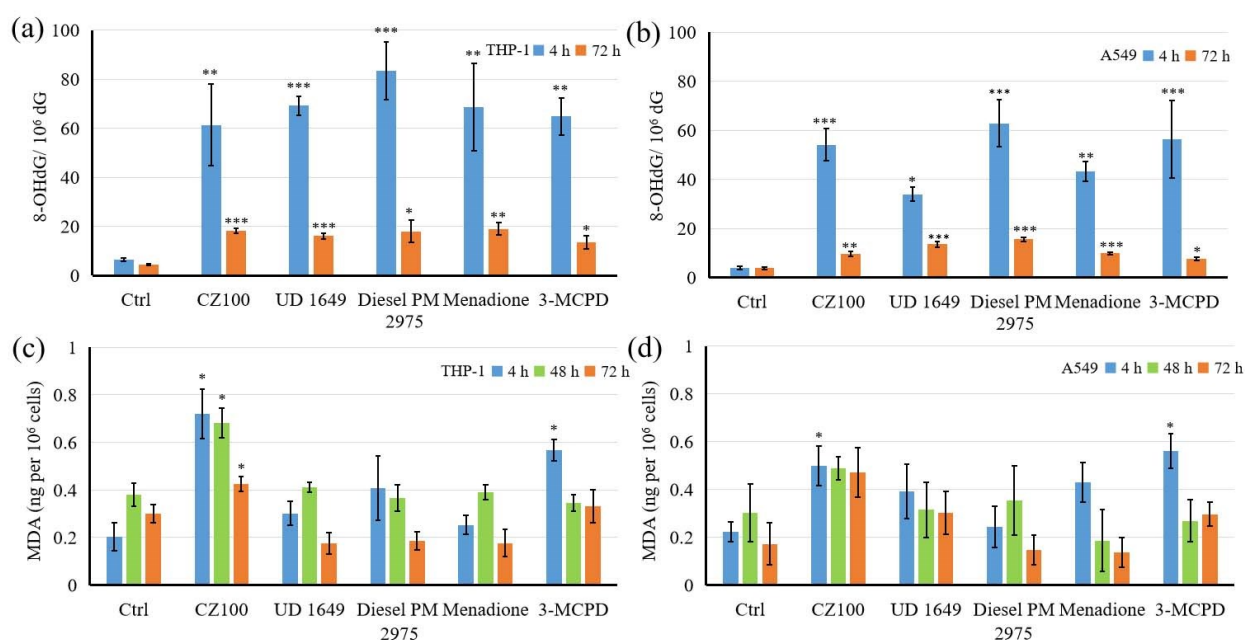 (a)
THP-1 4 h 72 h
8-OHdG/ 10⁶ dG
100
80
60
40
20
0
** *** *** ** **
*** *** * ** *
Ctrl CZ100 UD 1649 Diesel PM 2975 Menadione 3-MCPD
(b)
A549 4 h 72 h
8-OHdG/ 10⁶ dG
100
80
60
40
20
0
*** * *** ** ***
** *** *** *** *
Ctrl CZ100 UD 1649 Diesel PM 2975 Menadione 3-MCPD
(c)
THP-1 4 h 48 h 72 h
MDA (ng per 10⁶ cells)
1
0.8
0.6
0.4
0.2
0
* * * *
Ctrl CZ100 UD 1649 Diesel PM 2975 Menadione 3-MCPD
(d)
A549 4 h 48 h 72 h
MDA (ng per 10⁶ cells)
1
0.8
0.6
0.4
0.2
0
* *
Ctrl CZ100 UD 1649 Diesel PM 2975 Menadione 3-MCPD